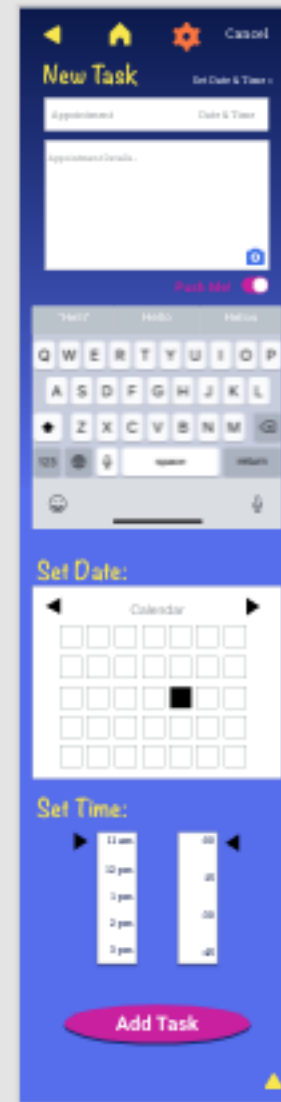 Cancel
New Task
Set Date & Time
Appointment Date & Time
Appointment Details.
Push Me!
"Hello" Hello
Q W E R T Y U I O P
A S D F G H J K L
Z X C V B N M
123 space return
Set Date:
Calendar
Set Time:
11 am 00
12 pm 15
1 pm 30
2 pm 45
3 pm
Add Task